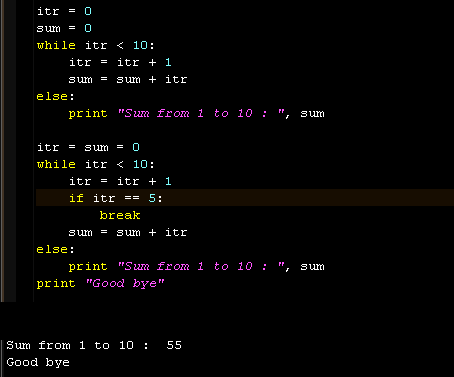 itr = 0
sum = 0
while itr < 10:
    itr = itr + 1
    sum = sum + itr
else:
    print "Sum from 1 to 10 : ", sum

itr = sum = 0
while itr < 10:
    itr = itr + 1
    if itr == 5:
        break
    sum = sum + itr
else:
    print "Sum from 1 to 10 : ", sum
print "Good bye"

Sum from 1 to 10 :  55
Good bye